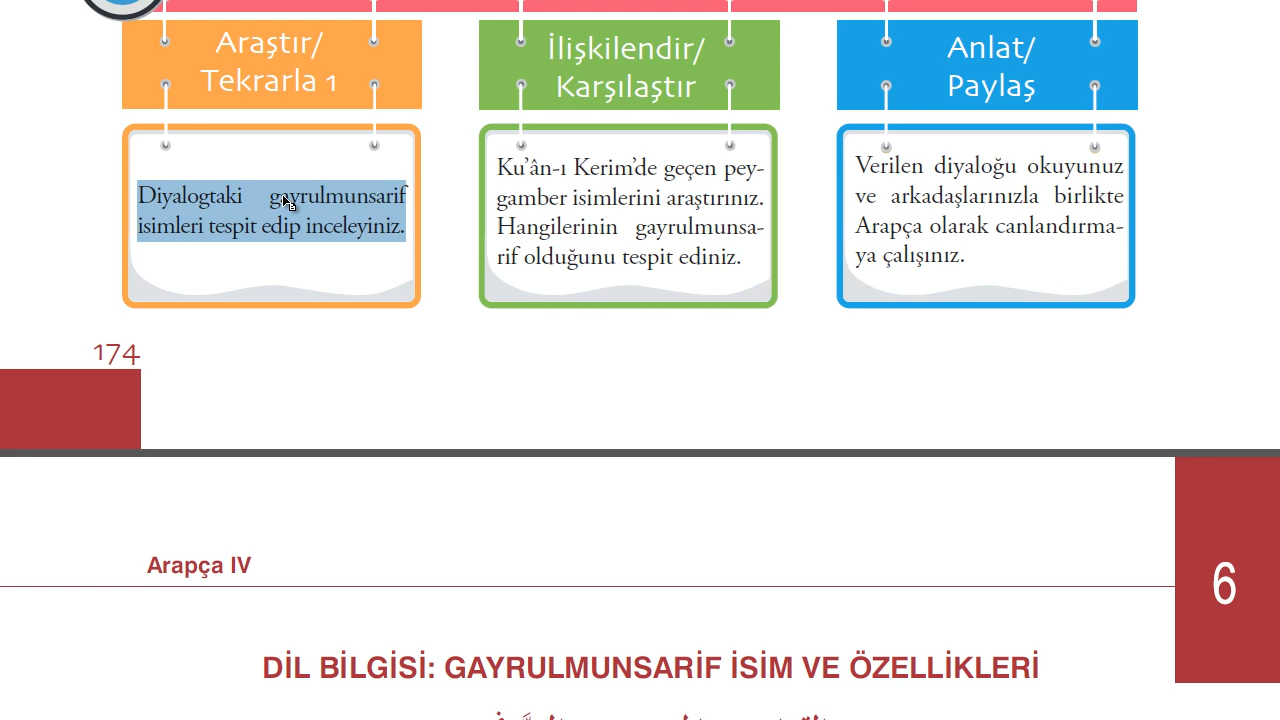 Araştır/
Tekrarla 1
Diyalogtaki gayrulmunsarif
isimleri tespit edip inceleyiniz.
İlişkilendir/
Karşılaştır
Ku’ân-ı Kerim’de geçen pey-
gamber isimlerini araştırınız.
Hangilerinin gayrulmunsa-
rif olduğunu tespit ediniz.
Anlat/
Paylaş
Verilen diyaloğu okuyunuz
ve arkadaşlarınızla birlikte
Arapça olarak canlandırma-
ya çalışınız.
174
Arapça IV
6
DİL BİLGİSİ: GAYRULMUNSARİF İSİM VE ÖZELLİKLERİ